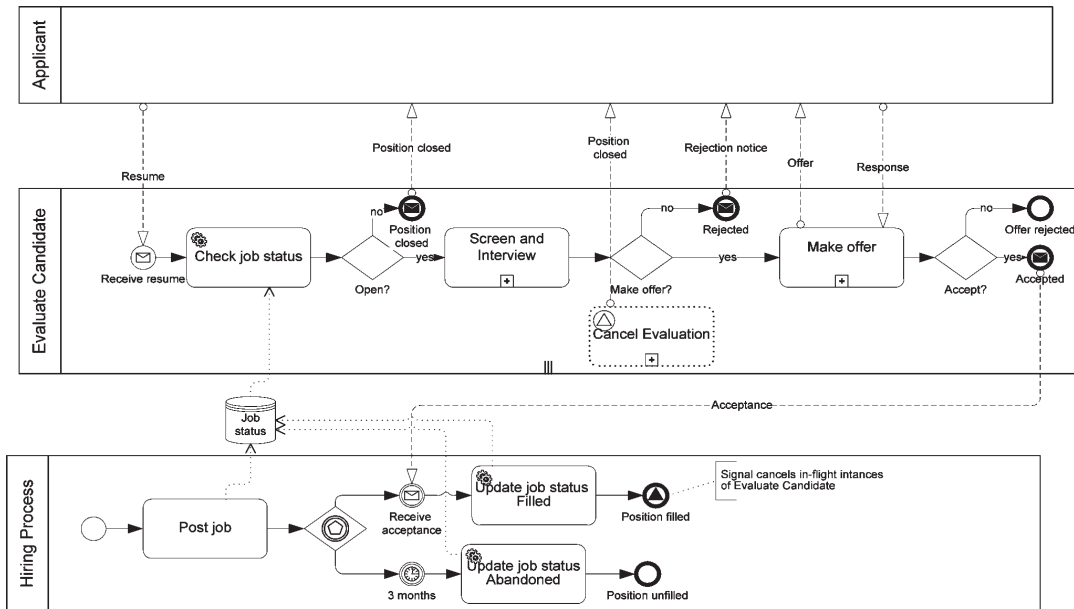 Applicant
Position closed
Position
closed
Rejection notice
Offer
Response
Resume
Evaluate Candidate
Receive resume
Check job status
no
Position
closed
yes
Open?
Screen and
Interview
no
Rejected
yes
Make offer?
Make offer
no
Offer rejected
yes
Accepted
Accept?
Cancel Evaluation
Acceptance
Job
status
Hiring Process
Post job
Receive
acceptance
Update job status
Filled
Position filled
Signal cancels in-flight intances
of Evaluate Candidate
3 months
Update job status
Abandoned
Position unfilled